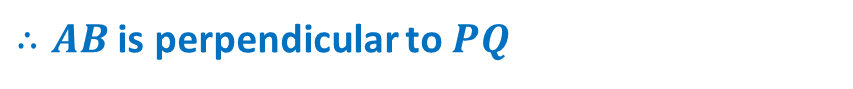 ∴ AB is perpendicular to PQ